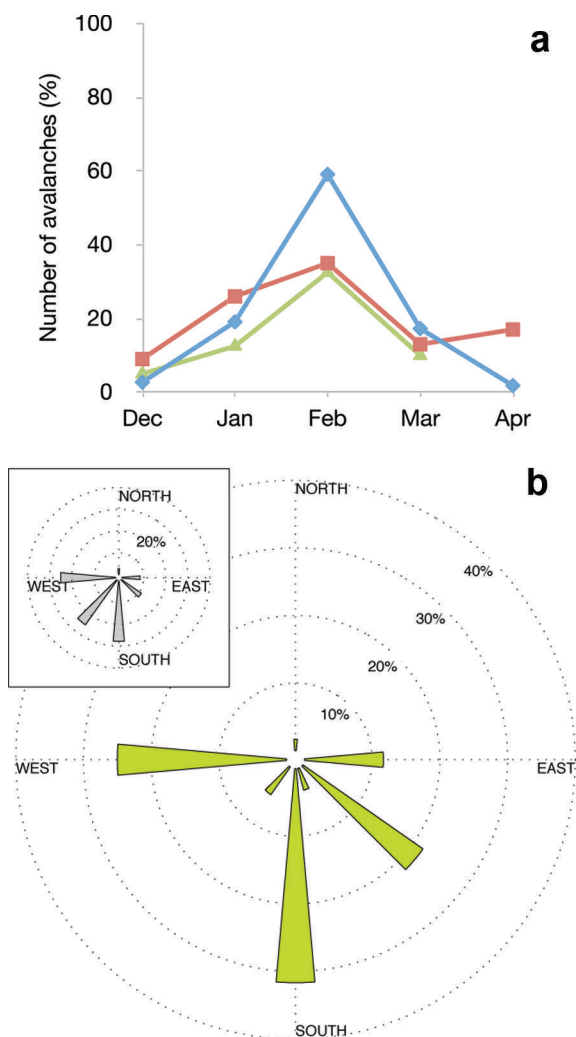 a
Number of avalanches (%)
100
80
60
40
20
0
Dec Jan Feb Mar Apr
b
NORTH
20%
WEST
EAST
SOUTH
NORTH
40%
30%
20%
10%
WEST
EAST
SOUTH